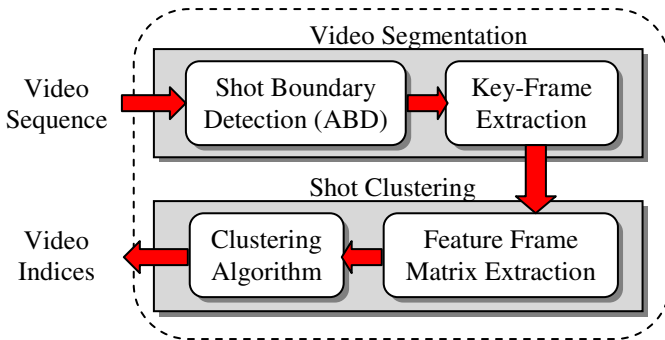 Video Segmentation
Video
Sequence
Shot Boundary
Detection (ABD)
Key-Frame
Extraction
Shot Clustering
Video
Indices
Clustering
Algorithm
Feature Frame
Matrix Extraction